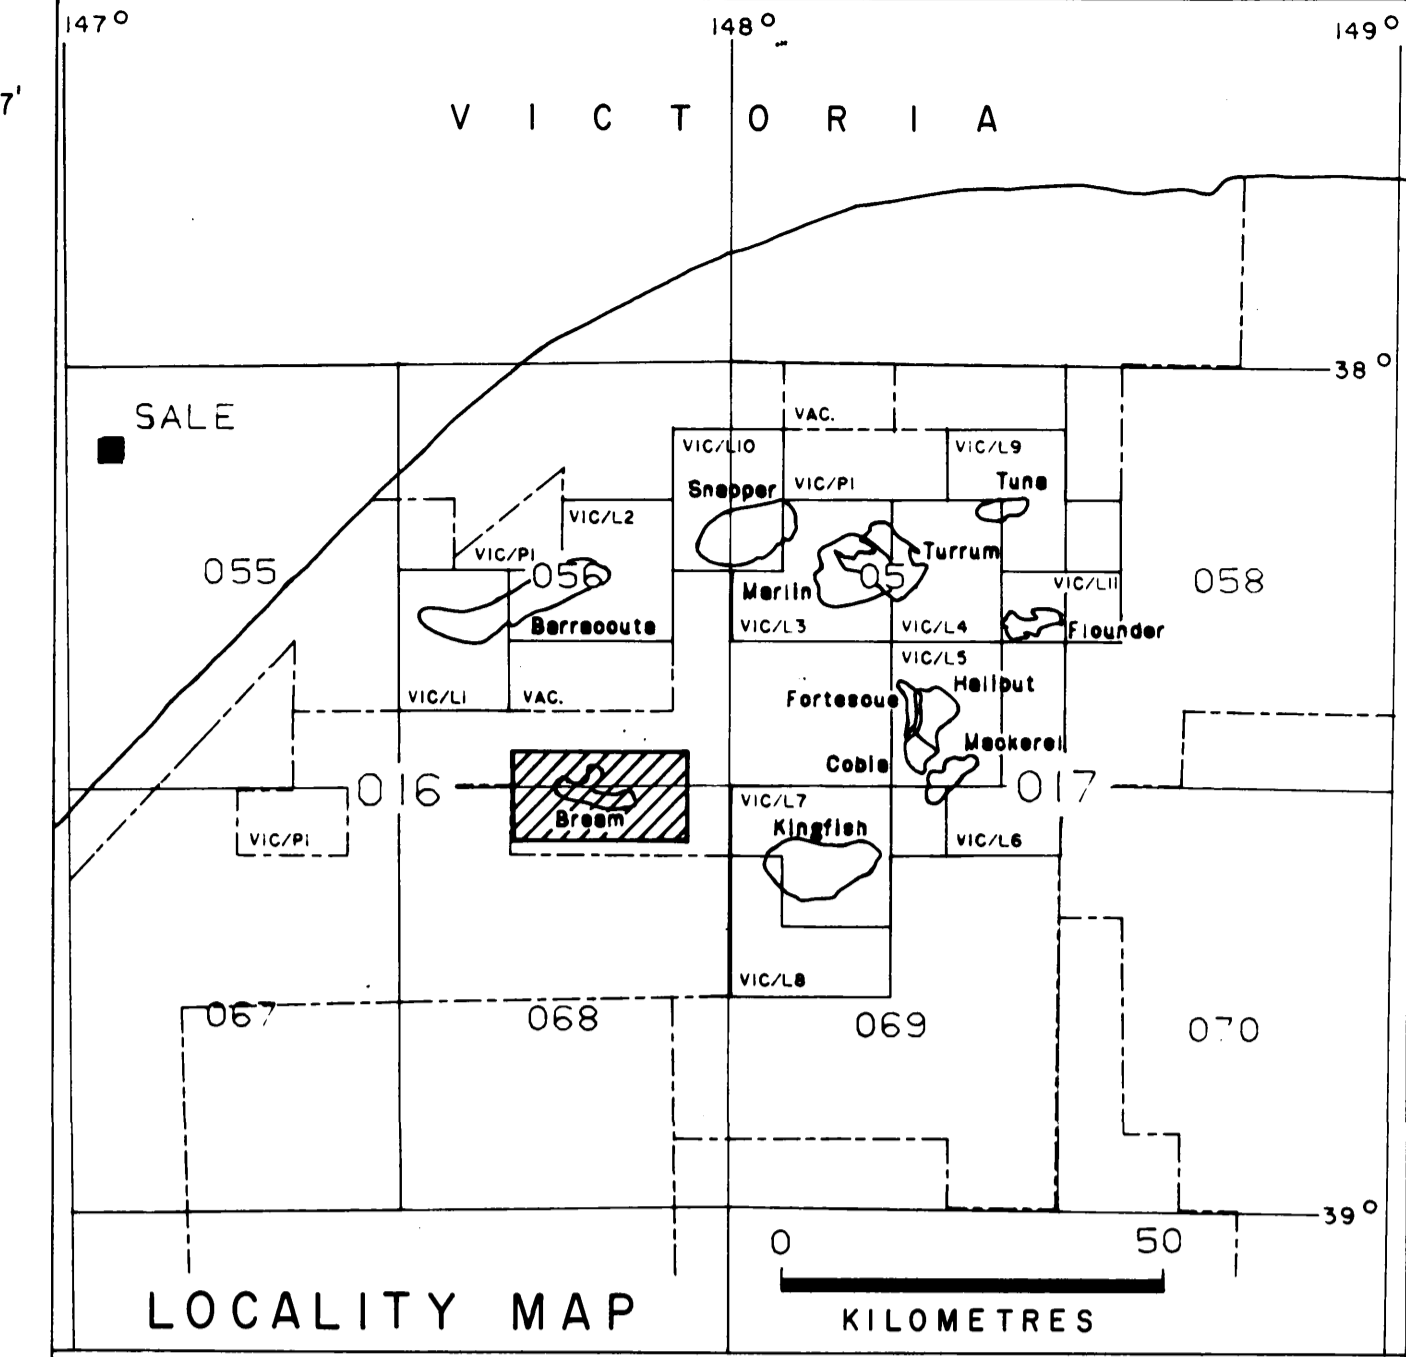 147° 148° 149°
7'
VICTORIA
38°
SALE
VAC.
VIC/L10
VIC/L9
Snapper
VIC/P1
Tuna
VIC/L2
VIC/P1
Turrum
055
056
05
VIC/L11
058
Marlin
Barracouta
VIC/L3
VIC/L4
Flounder
VIC/L5
VIC/L1
VAC.
Fortescue
Halibut
Mackerel
Cobia
016
017
VIC/L7
Bream
Kingfish
VIC/P1
VIC/L6
VIC/L8
067
068
069
070
39°
0 50
LOCALITY MAP
KILOMETRES